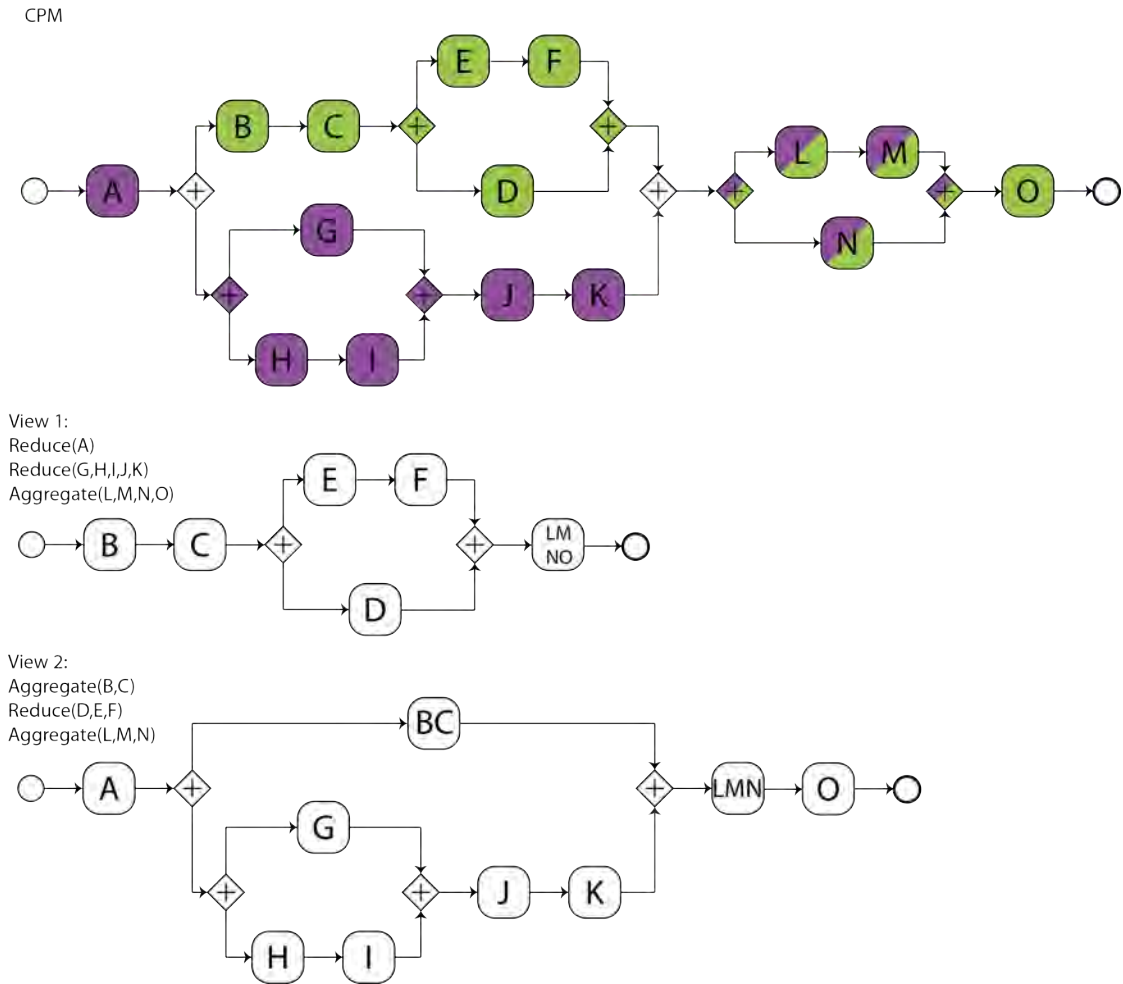 CPM
E
F
B
C
D
A
G
H
I
J
K
L
M
N
O
View 1:
Reduce(A)
Reduce(G,H,I,J,K)
Aggregate(L,M,N,O)
E
F
B
C
D
LM
NO
View 2:
Aggregate(B,C)
Reduce(D,E,F)
Aggregate(L,M,N)
BC
A
G
H
I
J
K
LMN
O